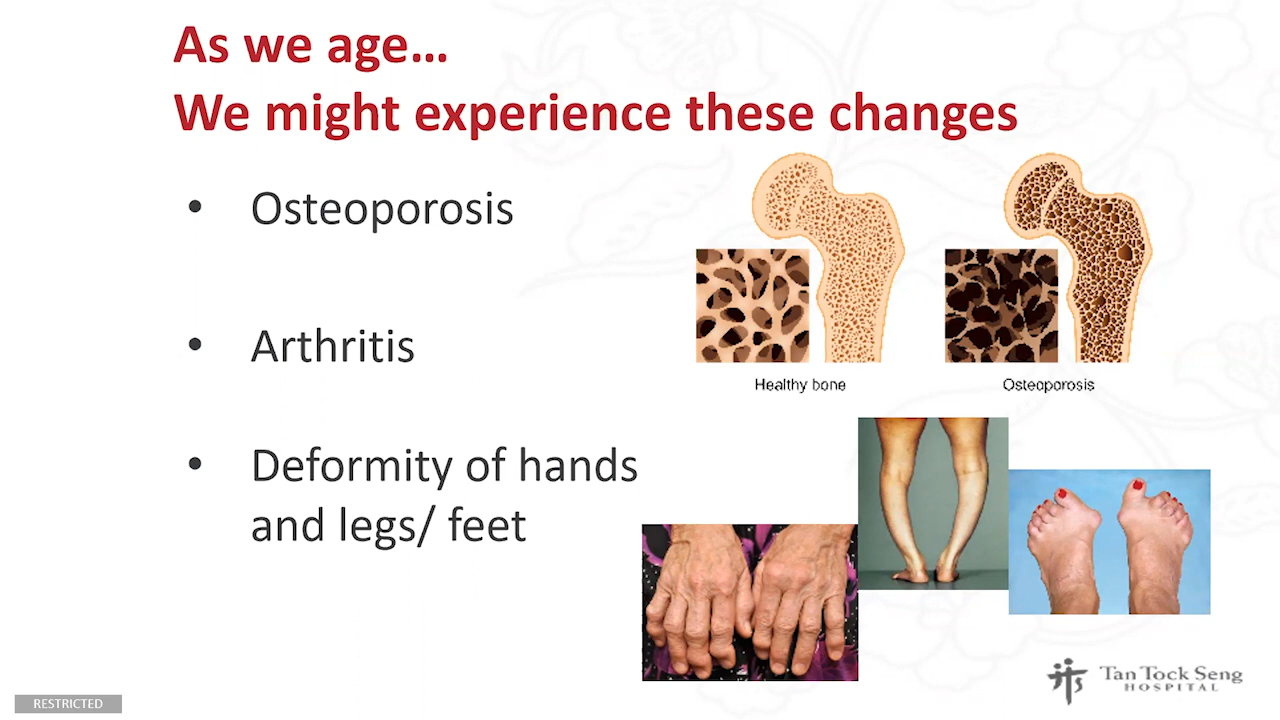 As we age…
We might experience these changes
• Osteoporosis
• Arthritis
• Deformity of hands
and legs/ feet
Healthy bone
Osteoporosis
Tan Tock Seng
HOSPITAL
RESTRICTED